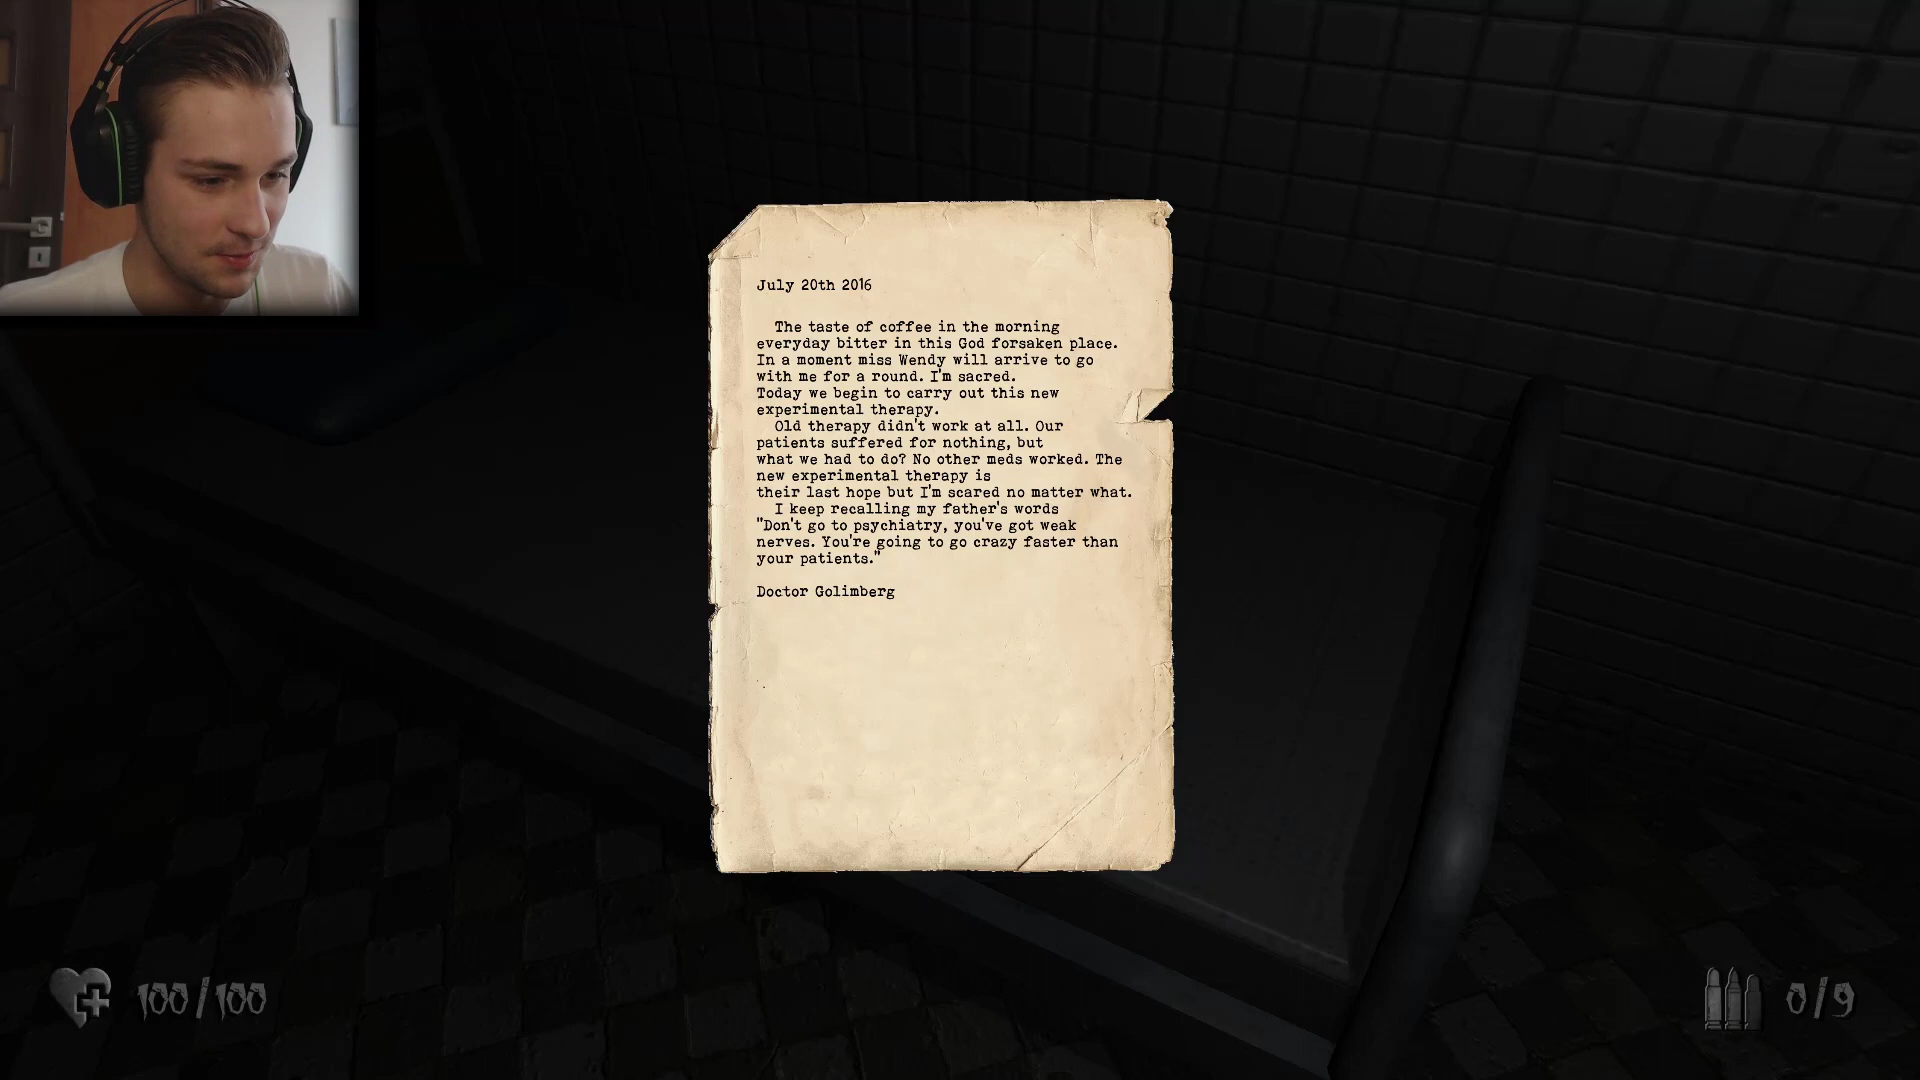 July 20th 2016
The taste of coffee in the morning
everyday bitter in this God forsaken place.
In a moment miss Wendy will arrive to go
with me for a round. I'm sacred.
Today we begin to carry out this new
experimental therapy.
Old therapy didn't work at all. Our
patients suffered for nothing, but
what we had to do? No other meds worked. The
new experimental therapy is
their last hope but I'm scared no matter what.
I keep recalling my father's words
"Don't go to psychiatry, you've got weak
nerves. You're going to go crazy faster than
your patients."
Doctor Golimberg
100/100
0/9